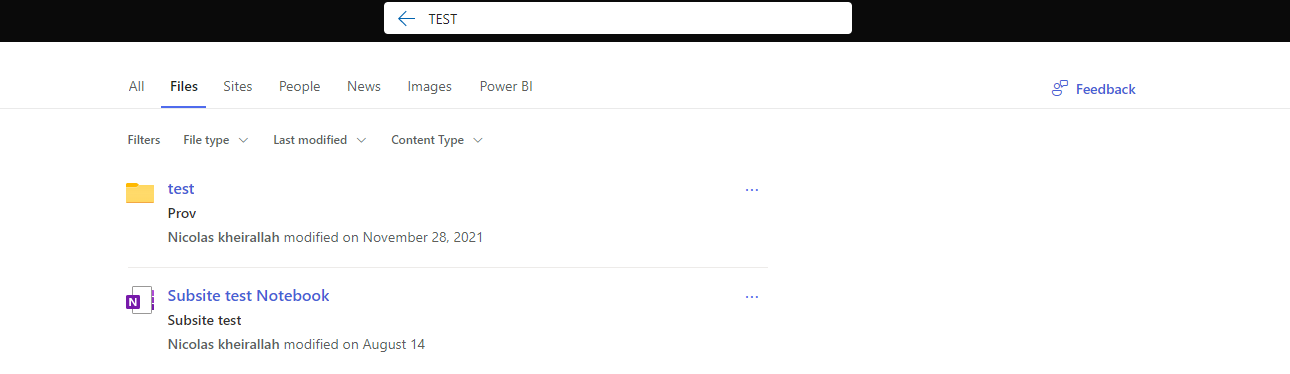 TEST
All Files Sites People News Images Power BI Feedback
Filters File type Last modified Content Type
test
Prov
Nicolas kheirallah modified on November 28, 2021
N Subsite test Notebook
Subsite test
Nicolas kheirallah modified on August 14